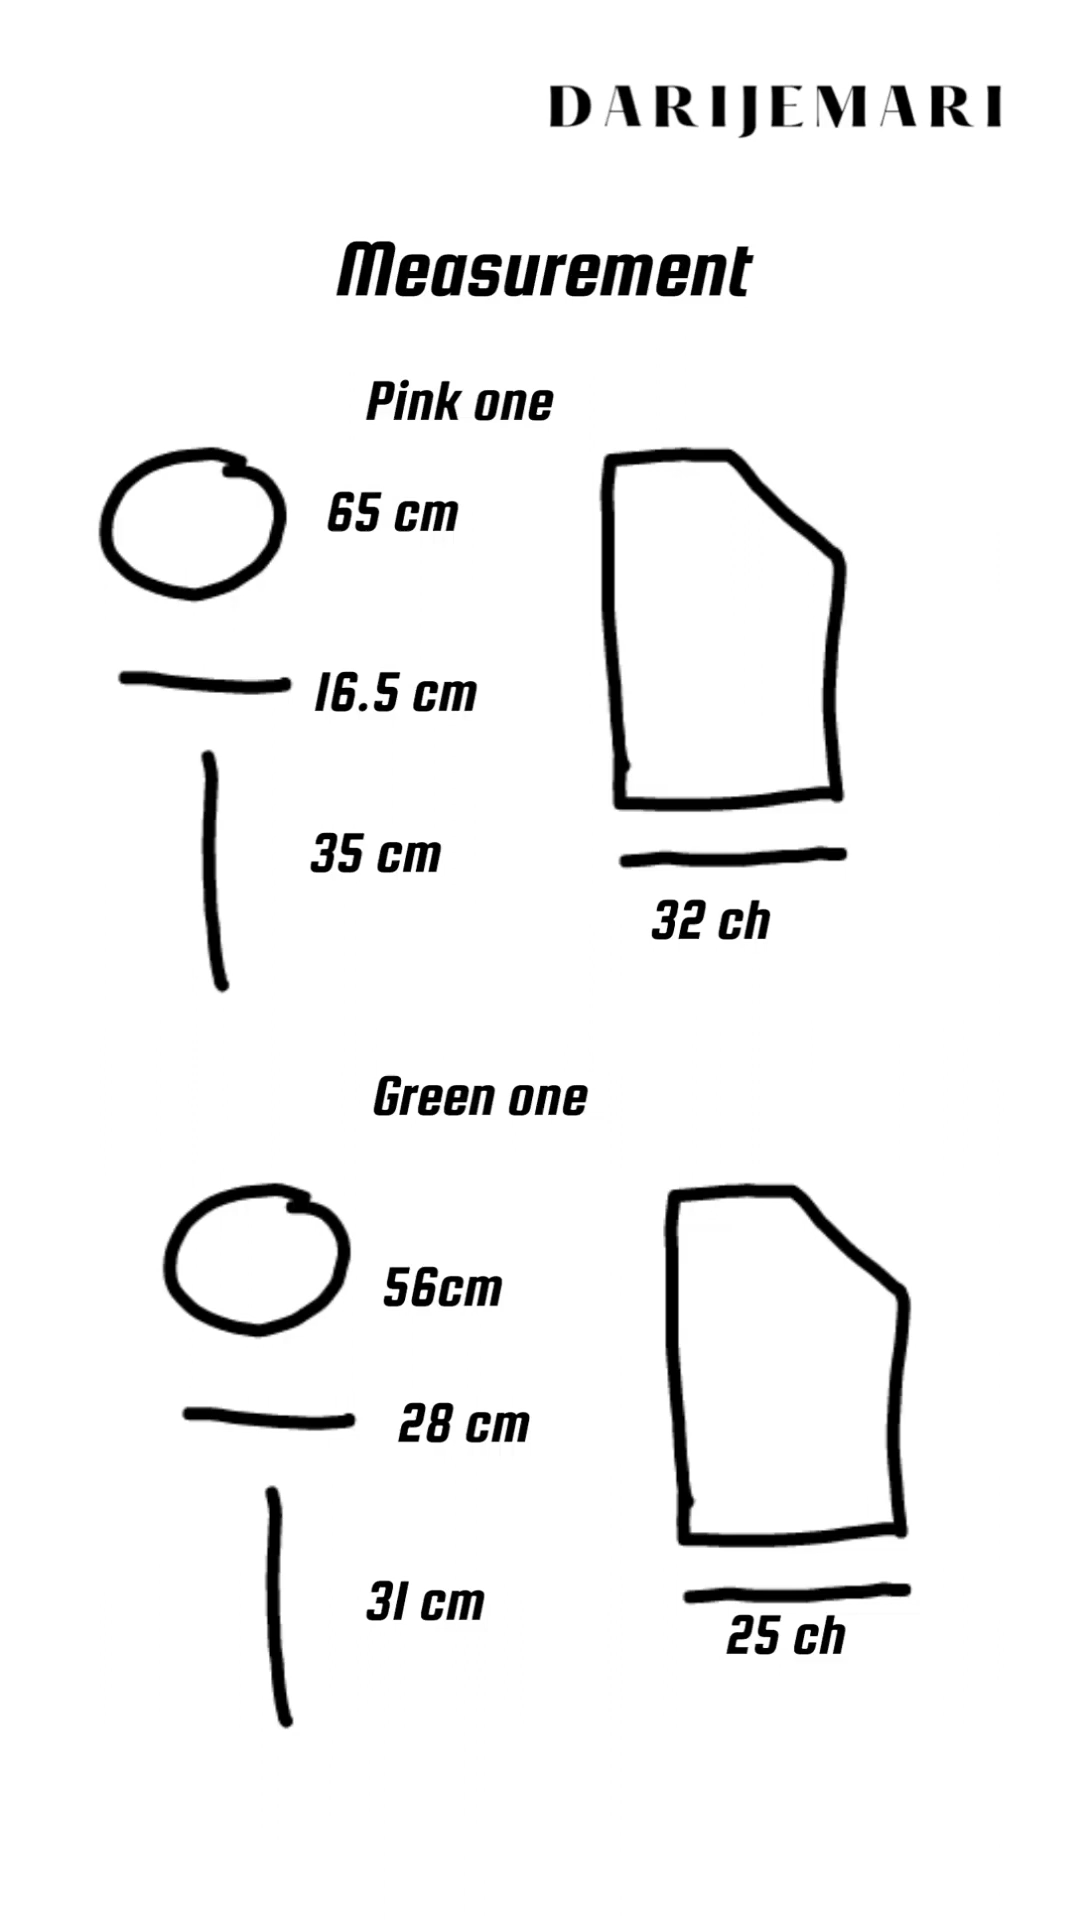 DARIJEMARI
Measurement
Pink one
65 cm
16.5 cm
35 cm
32 ch
Green one
56cm
28 cm
31 cm
25 ch